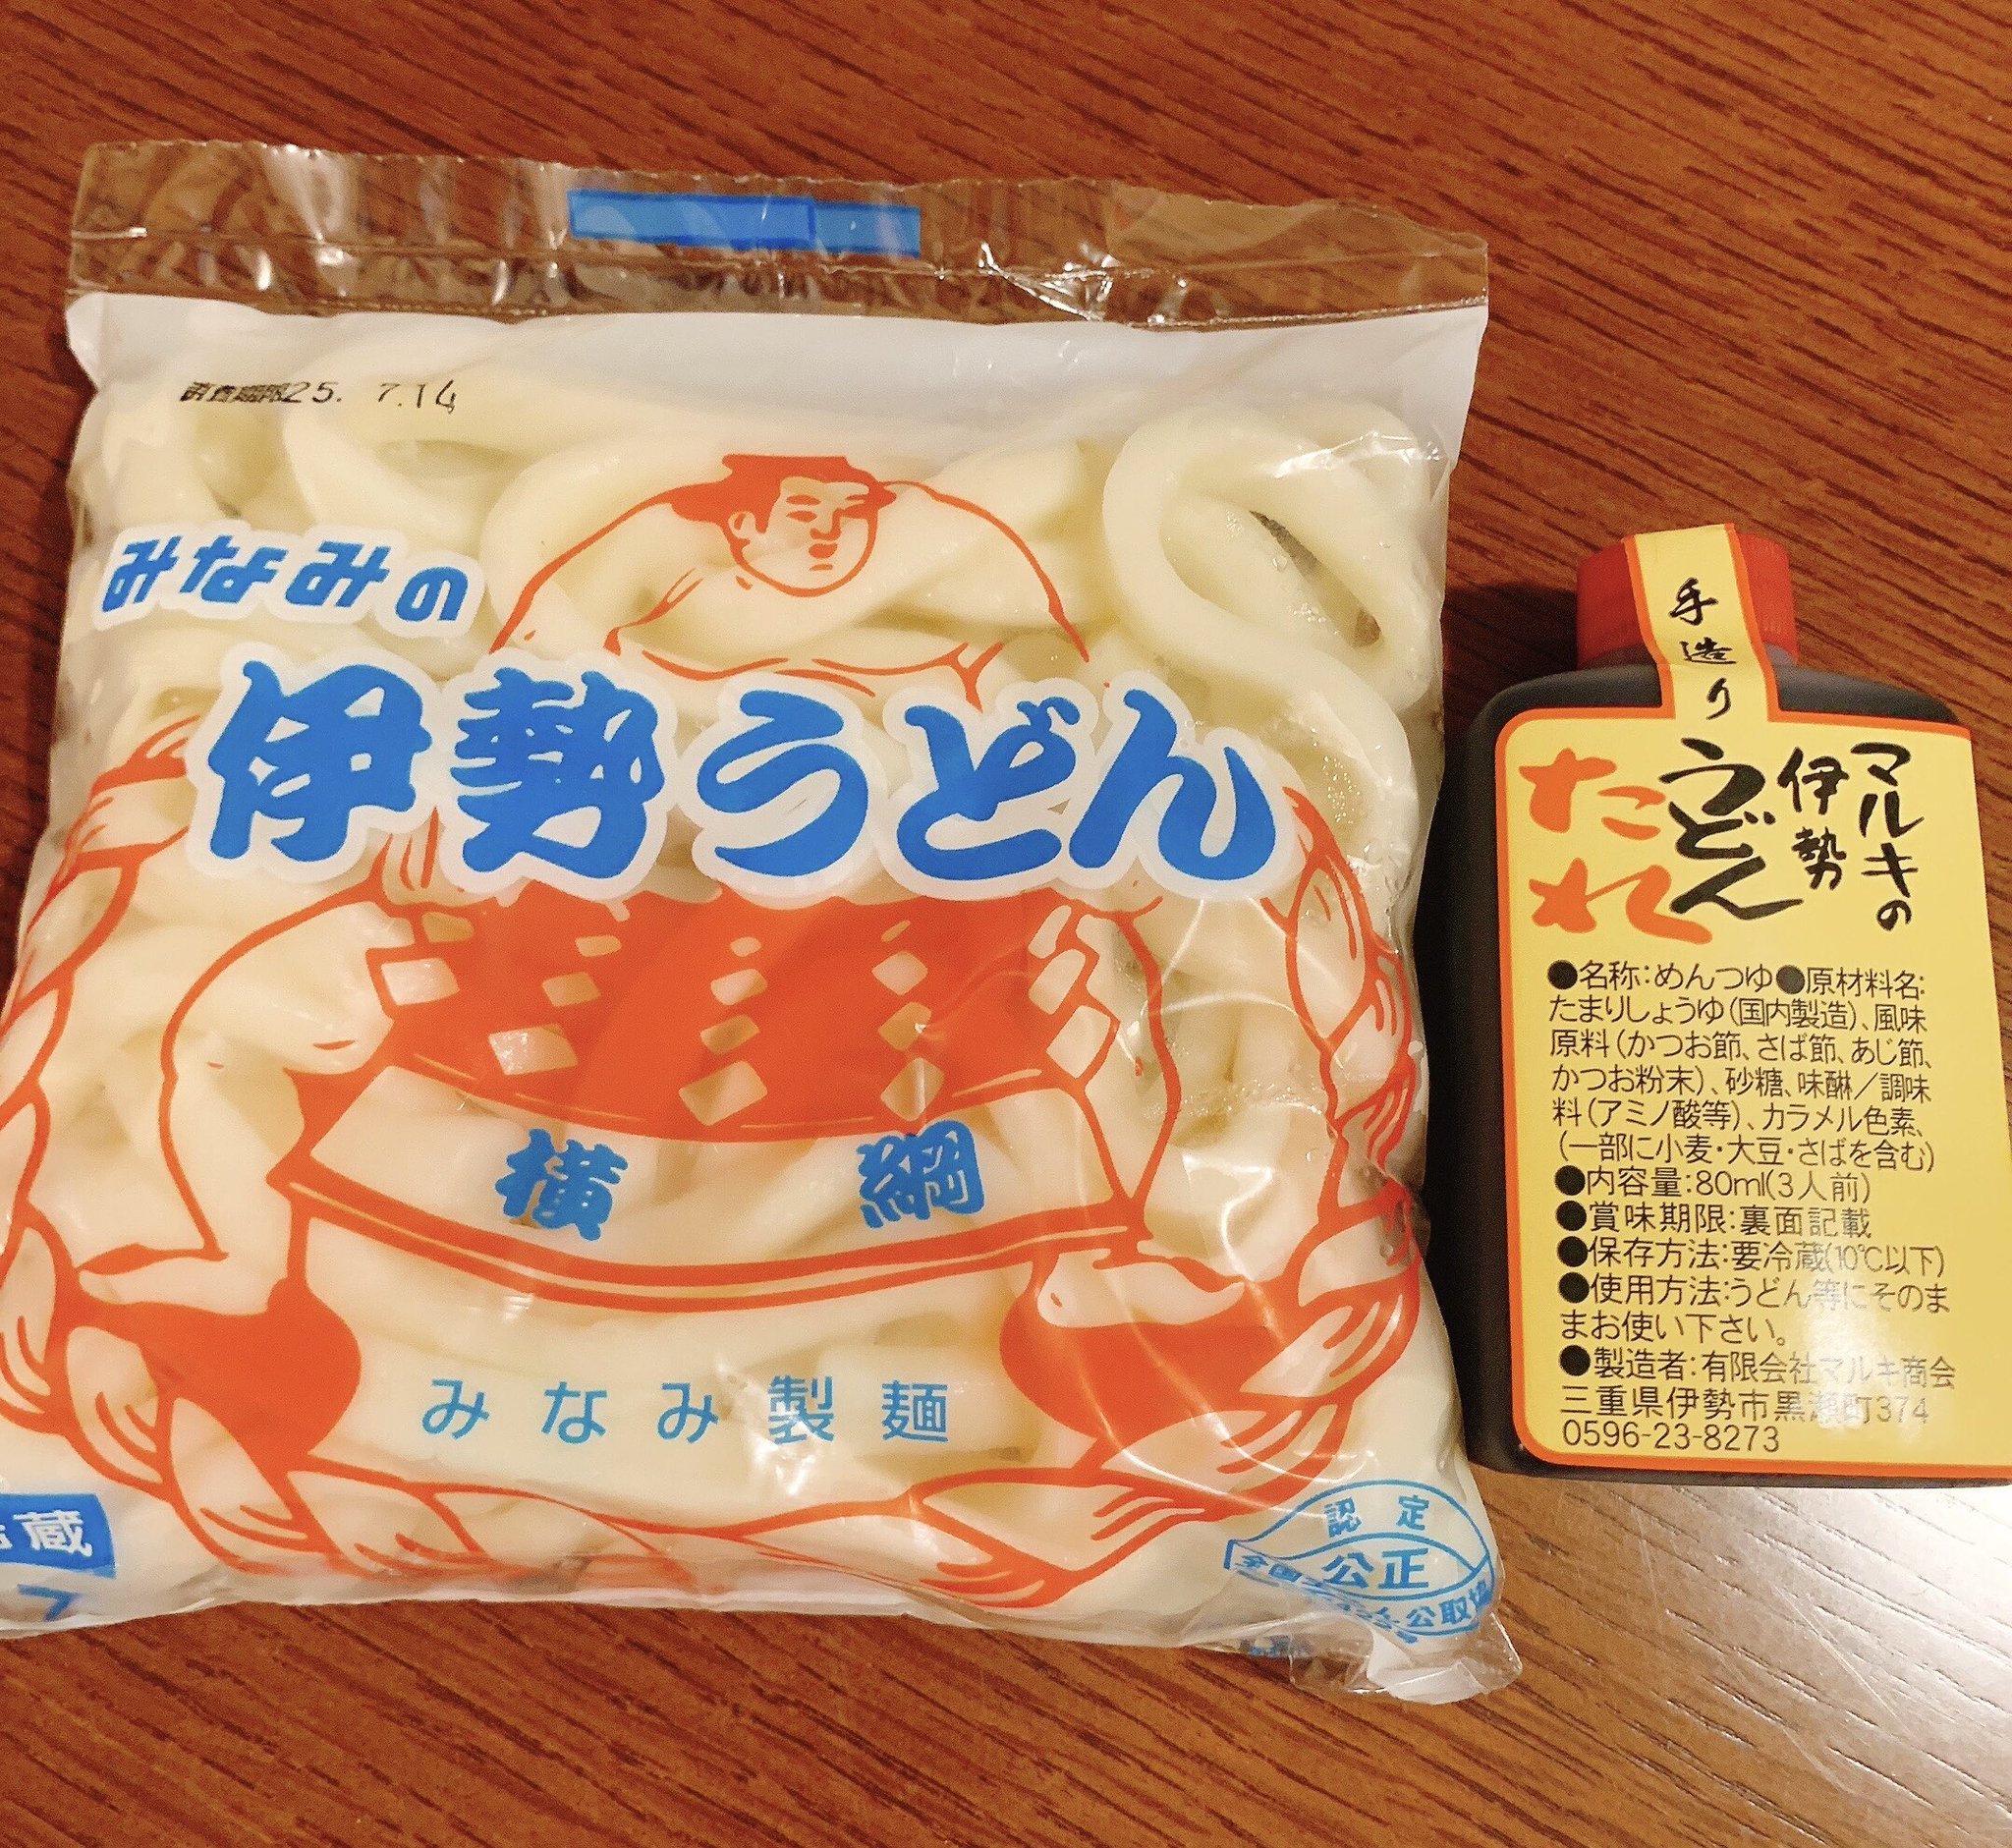 消費期限25. 7.14
みなみの
伊勢うどん
横綱
みなみ製麺
蔵
認定
公正
手造り
マルキの
伊勢
うどん
たれ
●名称:めんつゆ●原材料名:
たまりしょうゆ(国内製造)、風味
原料(かつお節、さば節、あじ節、
かつお粉末)、砂糖、味醂/調味
料(アミノ酸等)、カラメル色素、
(一部に小麦・大豆・さばを含む)
●内容量:80ml(3人前)
●賞味期限:裏面記載
●保存方法:要冷蔵(10℃以下)
●使用方法:うどん等にそのま
まお使い下さい。
●製造者:有限会社マルキ商会
三重県伊勢市黒瀬町374
0596-23-8273